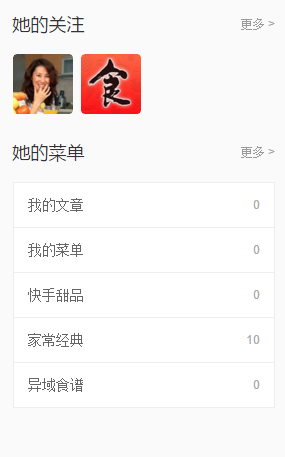 她的关注 更多 >
食
她的菜单 更多 >
我的文章 0
我的菜单 0
快手甜品 0
家常经典 10
异域食谱 0